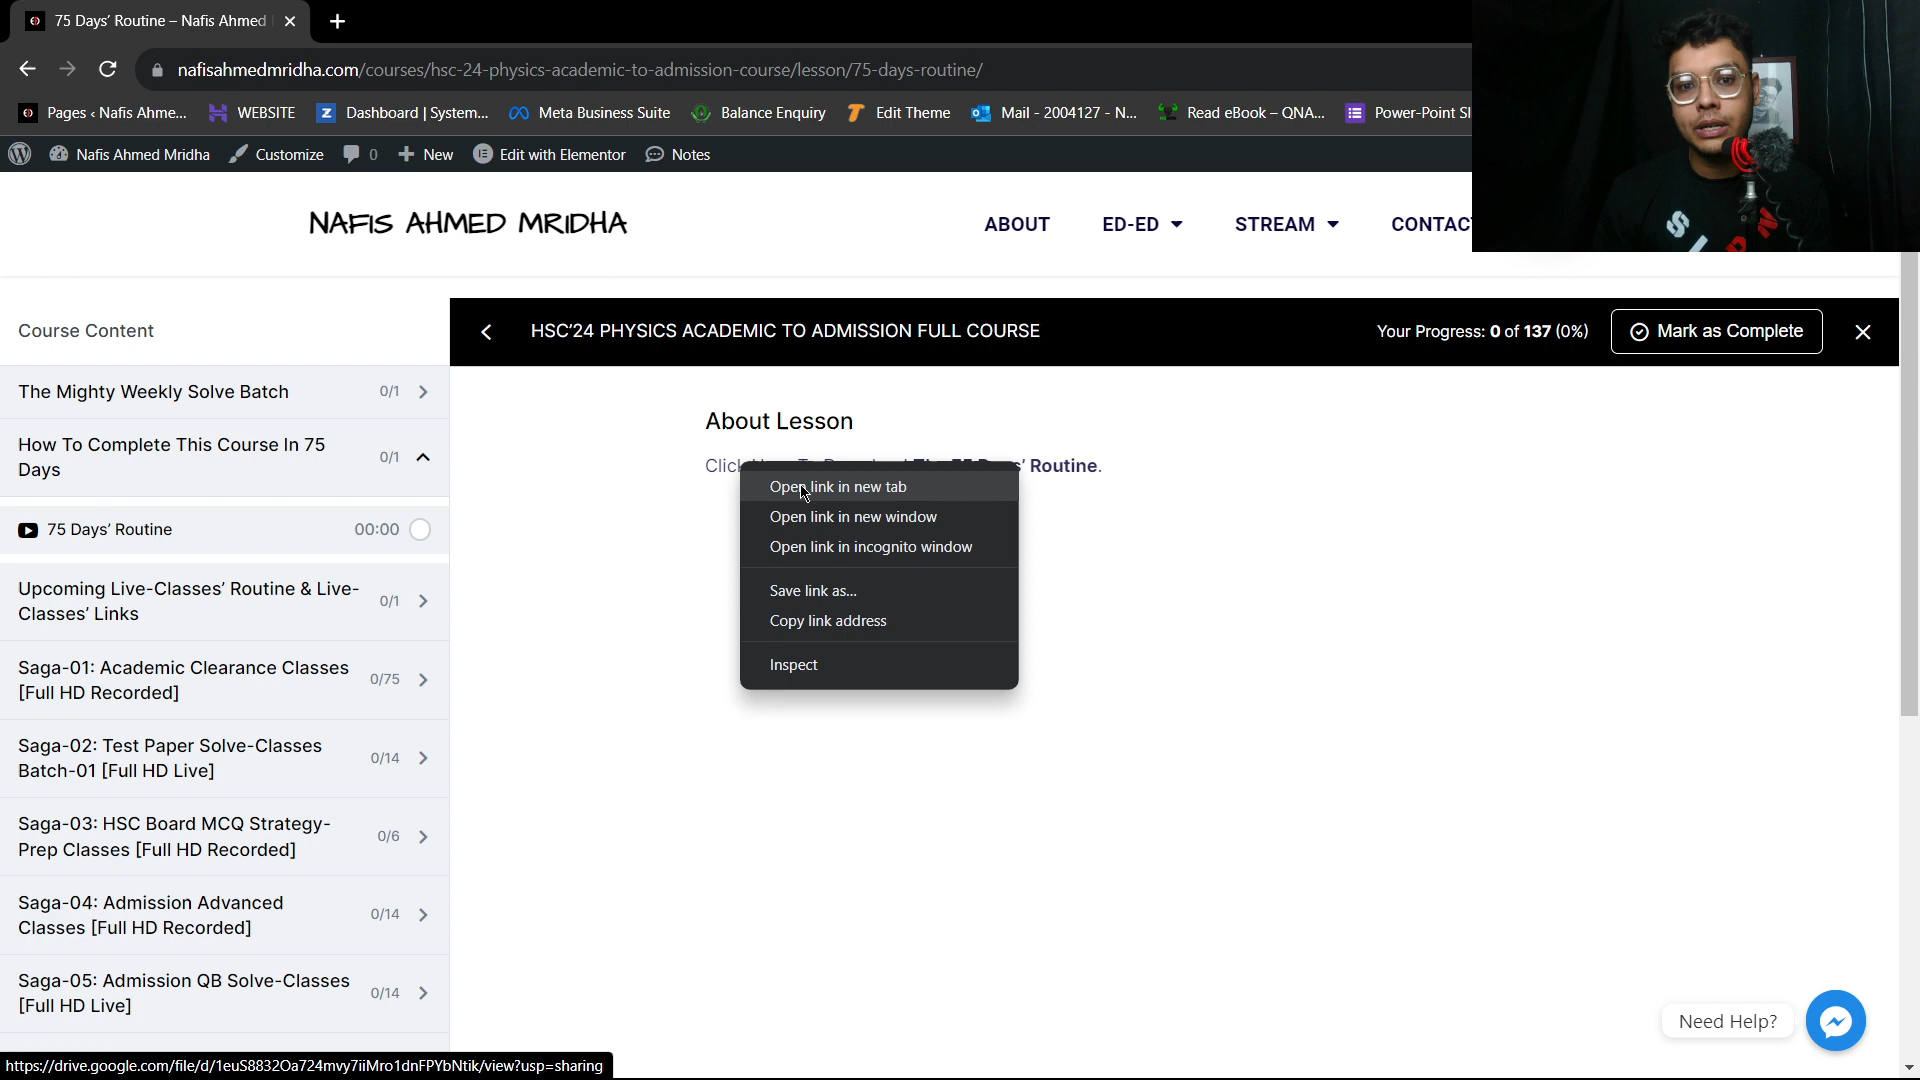 75 Days' Routine – Nafis Ahmed
nafisahmedmridha.com/courses/hsc-24-physics-academic-to-admission-course/lesson/75-days-routine/
Pages ‹ Nafis Ahme...
WEBSITE
Dashboard | System...
Meta Business Suite
Balance Enquiry
Edit Theme
Mail - 2004127 - N...
Read eBook – QNA...
Power-Point Sl
Nafis Ahmed Mridha
Customize
0
New
Edit with Elementor
Notes
NAFIS AHMED MRIDHA
ABOUT
ED-ED
STREAM
CONTAC
Course Content
HSC'24 PHYSICS ACADEMIC TO ADMISSION FULL COURSE
Your Progress: 0 of 137 (0%)
Mark as Complete
The Mighty Weekly Solve Batch
0/1
How To Complete This Course In 75
Days
0/1
75 Days' Routine
00:00
Upcoming Live-Classes' Routine & Live-
Classes' Links
0/1
Saga-01: Academic Clearance Classes
[Full HD Recorded]
0/75
Saga-02: Test Paper Solve-Classes
Batch-01 [Full HD Live]
0/14
Saga-03: HSC Board MCQ Strategy-
Prep Classes [Full HD Recorded]
0/6
Saga-04: Admission Advanced
Classes [Full HD Recorded]
0/14
Saga-05: Admission QB Solve-Classes
[Full HD Live]
0/14
About Lesson
Routine.
Open link in new tab
Open link in new window
Open link in incognito window
Save link as...
Copy link address
Inspect
Need Help?
https://drive.google.com/file/d/1euS8832Oa724mvy7iiMro1dnFPYbNtik/view?usp=sharing